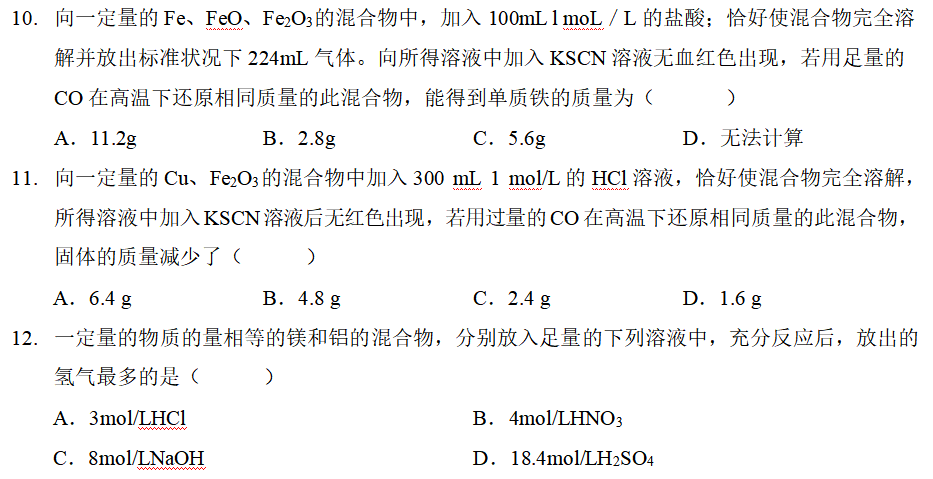 10. 向一定量的 Fe、FeO、Fe2O3的混合物中，加入 100mL 1 moL／L 的盐酸；恰好使混合物完全溶
解并放出标准状况下 224mL 气体。向所得溶液中加入 KSCN 溶液无血红色出现，若用足量的
CO 在高温下还原相同质量的此混合物，能得到单质铁的质量为（　　）
A．11.2g B．2.8g C．5.6g D．无法计算
11. 向一定量的 Cu、Fe2O3的混合物中加入 300 mL 1 mol/L 的 HCl 溶液，恰好使混合物完全溶解，
所得溶液中加入 KSCN 溶液后无红色出现，若用过量的 CO 在高温下还原相同质量的此混合物，
固体的质量减少了（　　）
A．6.4 g B．4.8 g C．2.4 g D．1.6 g
12. 一定量的物质的量相等的镁和铝的混合物，分别放入足量的下列溶液中，充分反应后，放出的
氢气最多的是（　　）
A．3mol/LHCl B．4mol/LHNO3
C．8mol/LNaOH D．18.4mol/LH2SO4